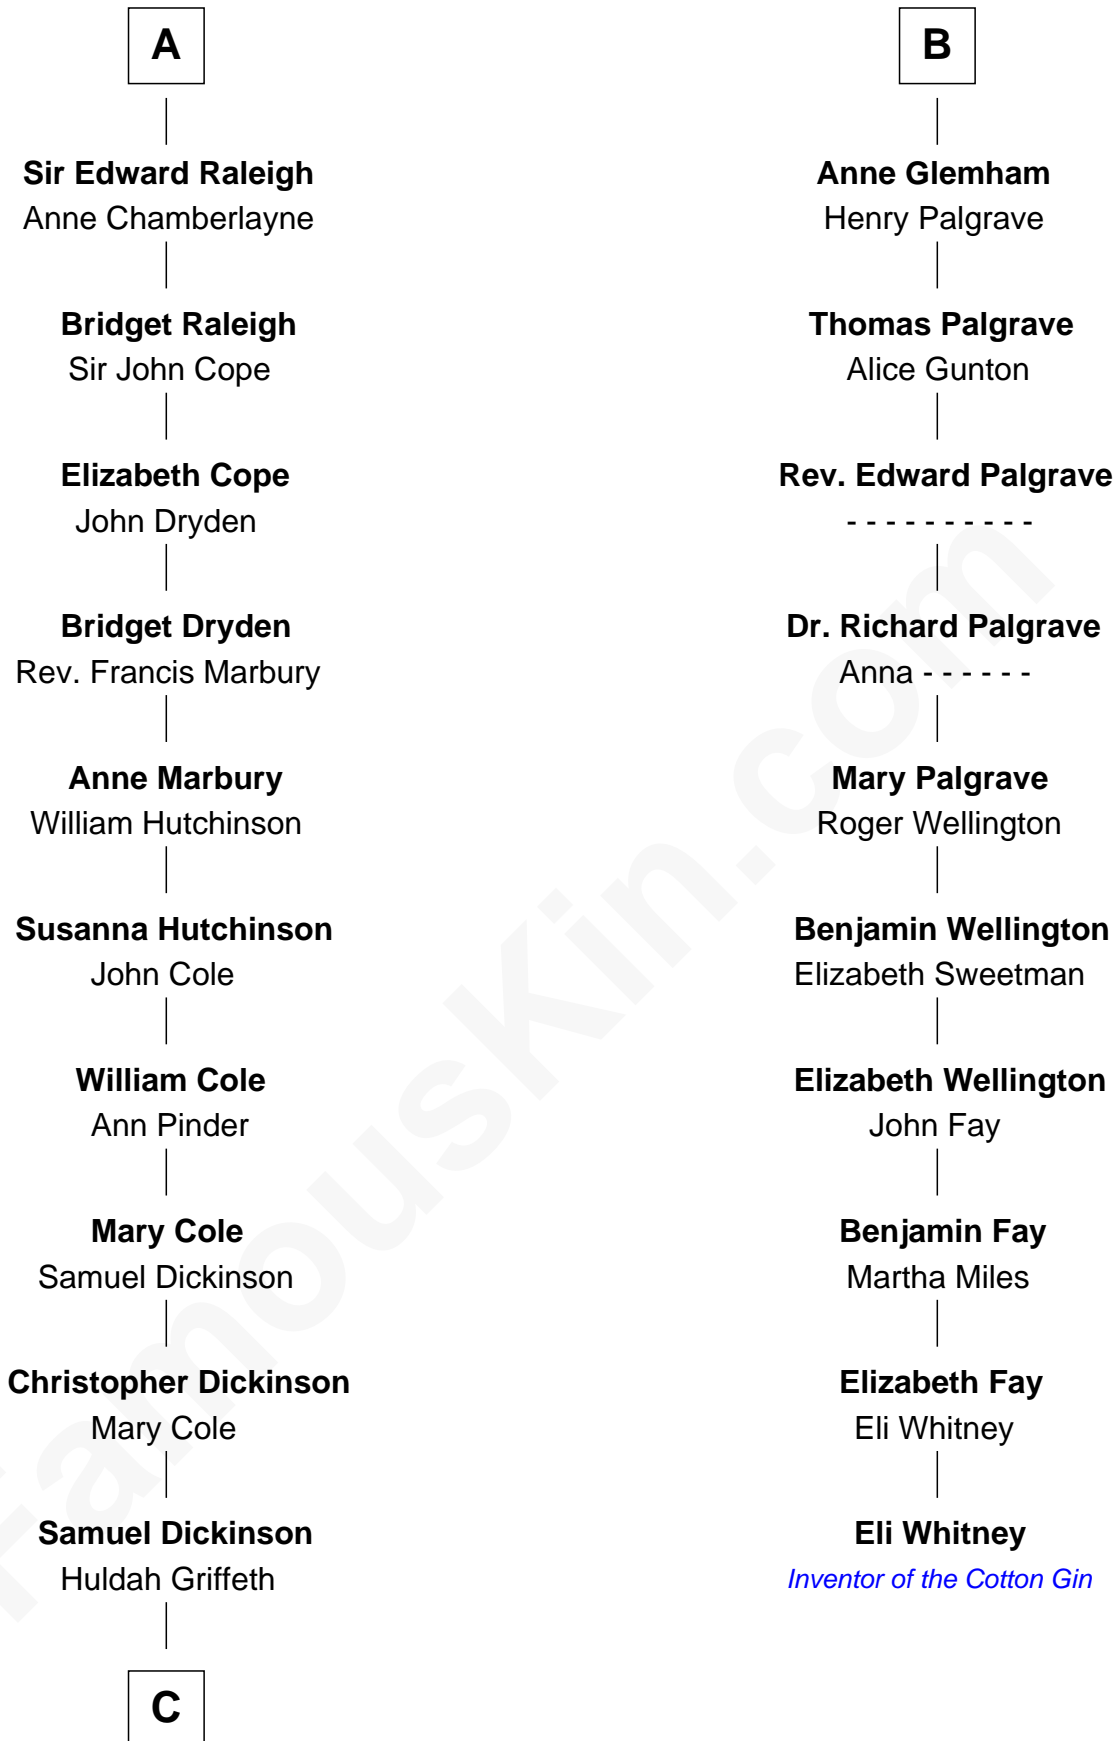 A
Sir Edward Raleigh
Anne Chamberlayne
Bridget Raleigh
Sir John Cope
Elizabeth Cope
John Dryden
Bridget Dryden
Rev. Francis Marbury
Anne Marbury
William Hutchinson
Susanna Hutchinson
John Cole
William Cole
Ann Pinder
Mary Cole
Samuel Dickinson
Christopher Dickinson
Mary Cole
Samuel Dickinson
Huldah Griffeth
C
B
Anne Glemham
Henry Palgrave
Thomas Palgrave
Alice Gunton
Rev. Edward Palgrave
- - - - - - - - - -
Dr. Richard Palgrave
Anna - - - - - -
Mary Palgrave
Roger Wellington
Benjamin Wellington
Elizabeth Sweetman
Elizabeth Wellington
John Fay
Benjamin Fay
Martha Miles
Elizabeth Fay
Eli Whitney
Eli Whitney
Inventor of the Cotton Gin
FamousKin.com